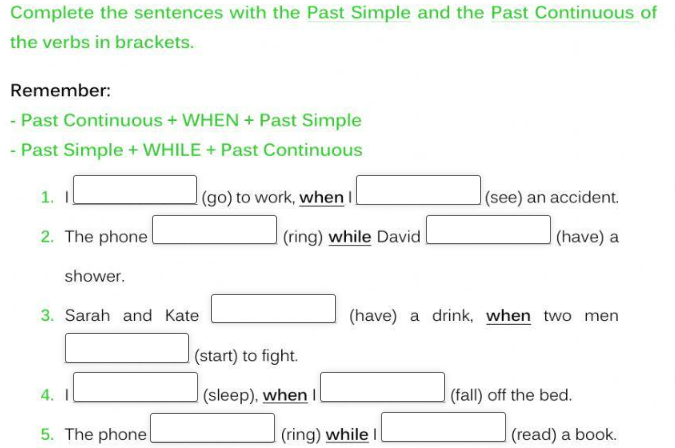 Complete the sentences with the Past Simple and the Past Continuous of
the verbs in brackets.
Remember:
- Past Continuous + WHEN + Past Simple
- Past Simple + WHILE + Past Continuous
1. I (go) to work, when I (see) an accident.
2. The phone (ring) while David (have) a
shower.
3. Sarah and Kate (have) a drink, when two men
(start) to fight.
4. I (sleep), when I (fall) off the bed.
5. The phone (ring) while I (read) a book.